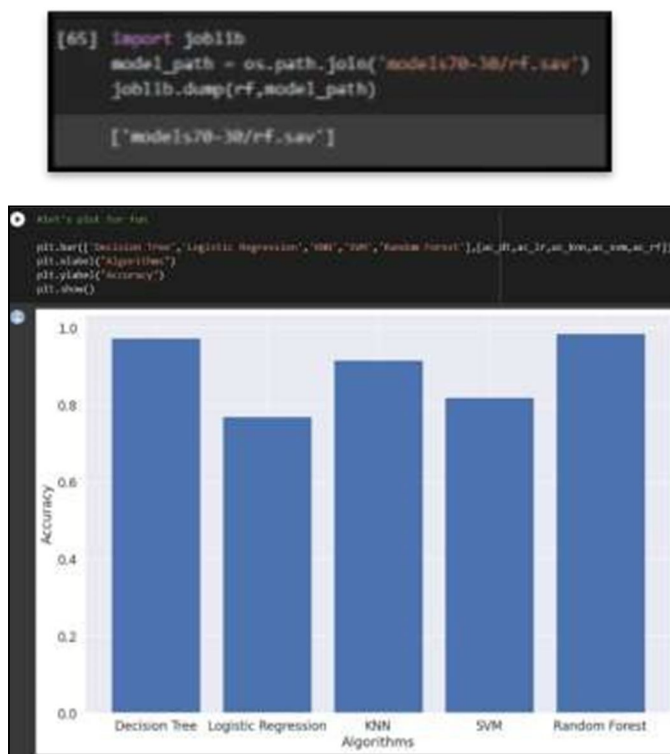 [65] import joblib
model_path = os.path.join('models70-30/rf.sav')
joblib.dump(rf,model_path)
['models70-30/rf.sav']
#let's plot for fun
plt.bar(['Decision Tree','Logistic Regression','KNN','SVM','Random Forest'],[ac_dt,ac_lr,ac_knn,ac_svm,ac_rf])
plt.xlabel("Algorithms")
plt.ylabel("Accuracy")
plt.show()
1.0
0.8
0.6
0.4
0.2
0.0
Accuracy
Decision Tree Logistic Regression KNN SVM Random Forest
Algorithms